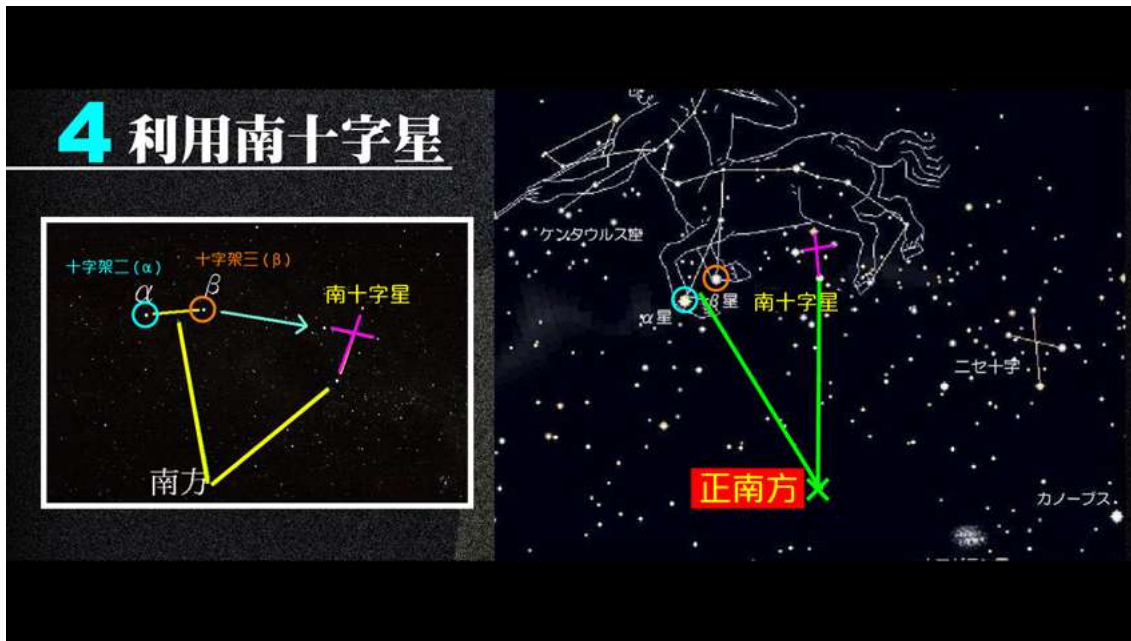 4 利用南十字星
十字架二(α)
十字架三(β)
α
β
南十字星
南方
ケンタウルス座
α星
β星
南十字星
ニセ十字
正南方
カノープス